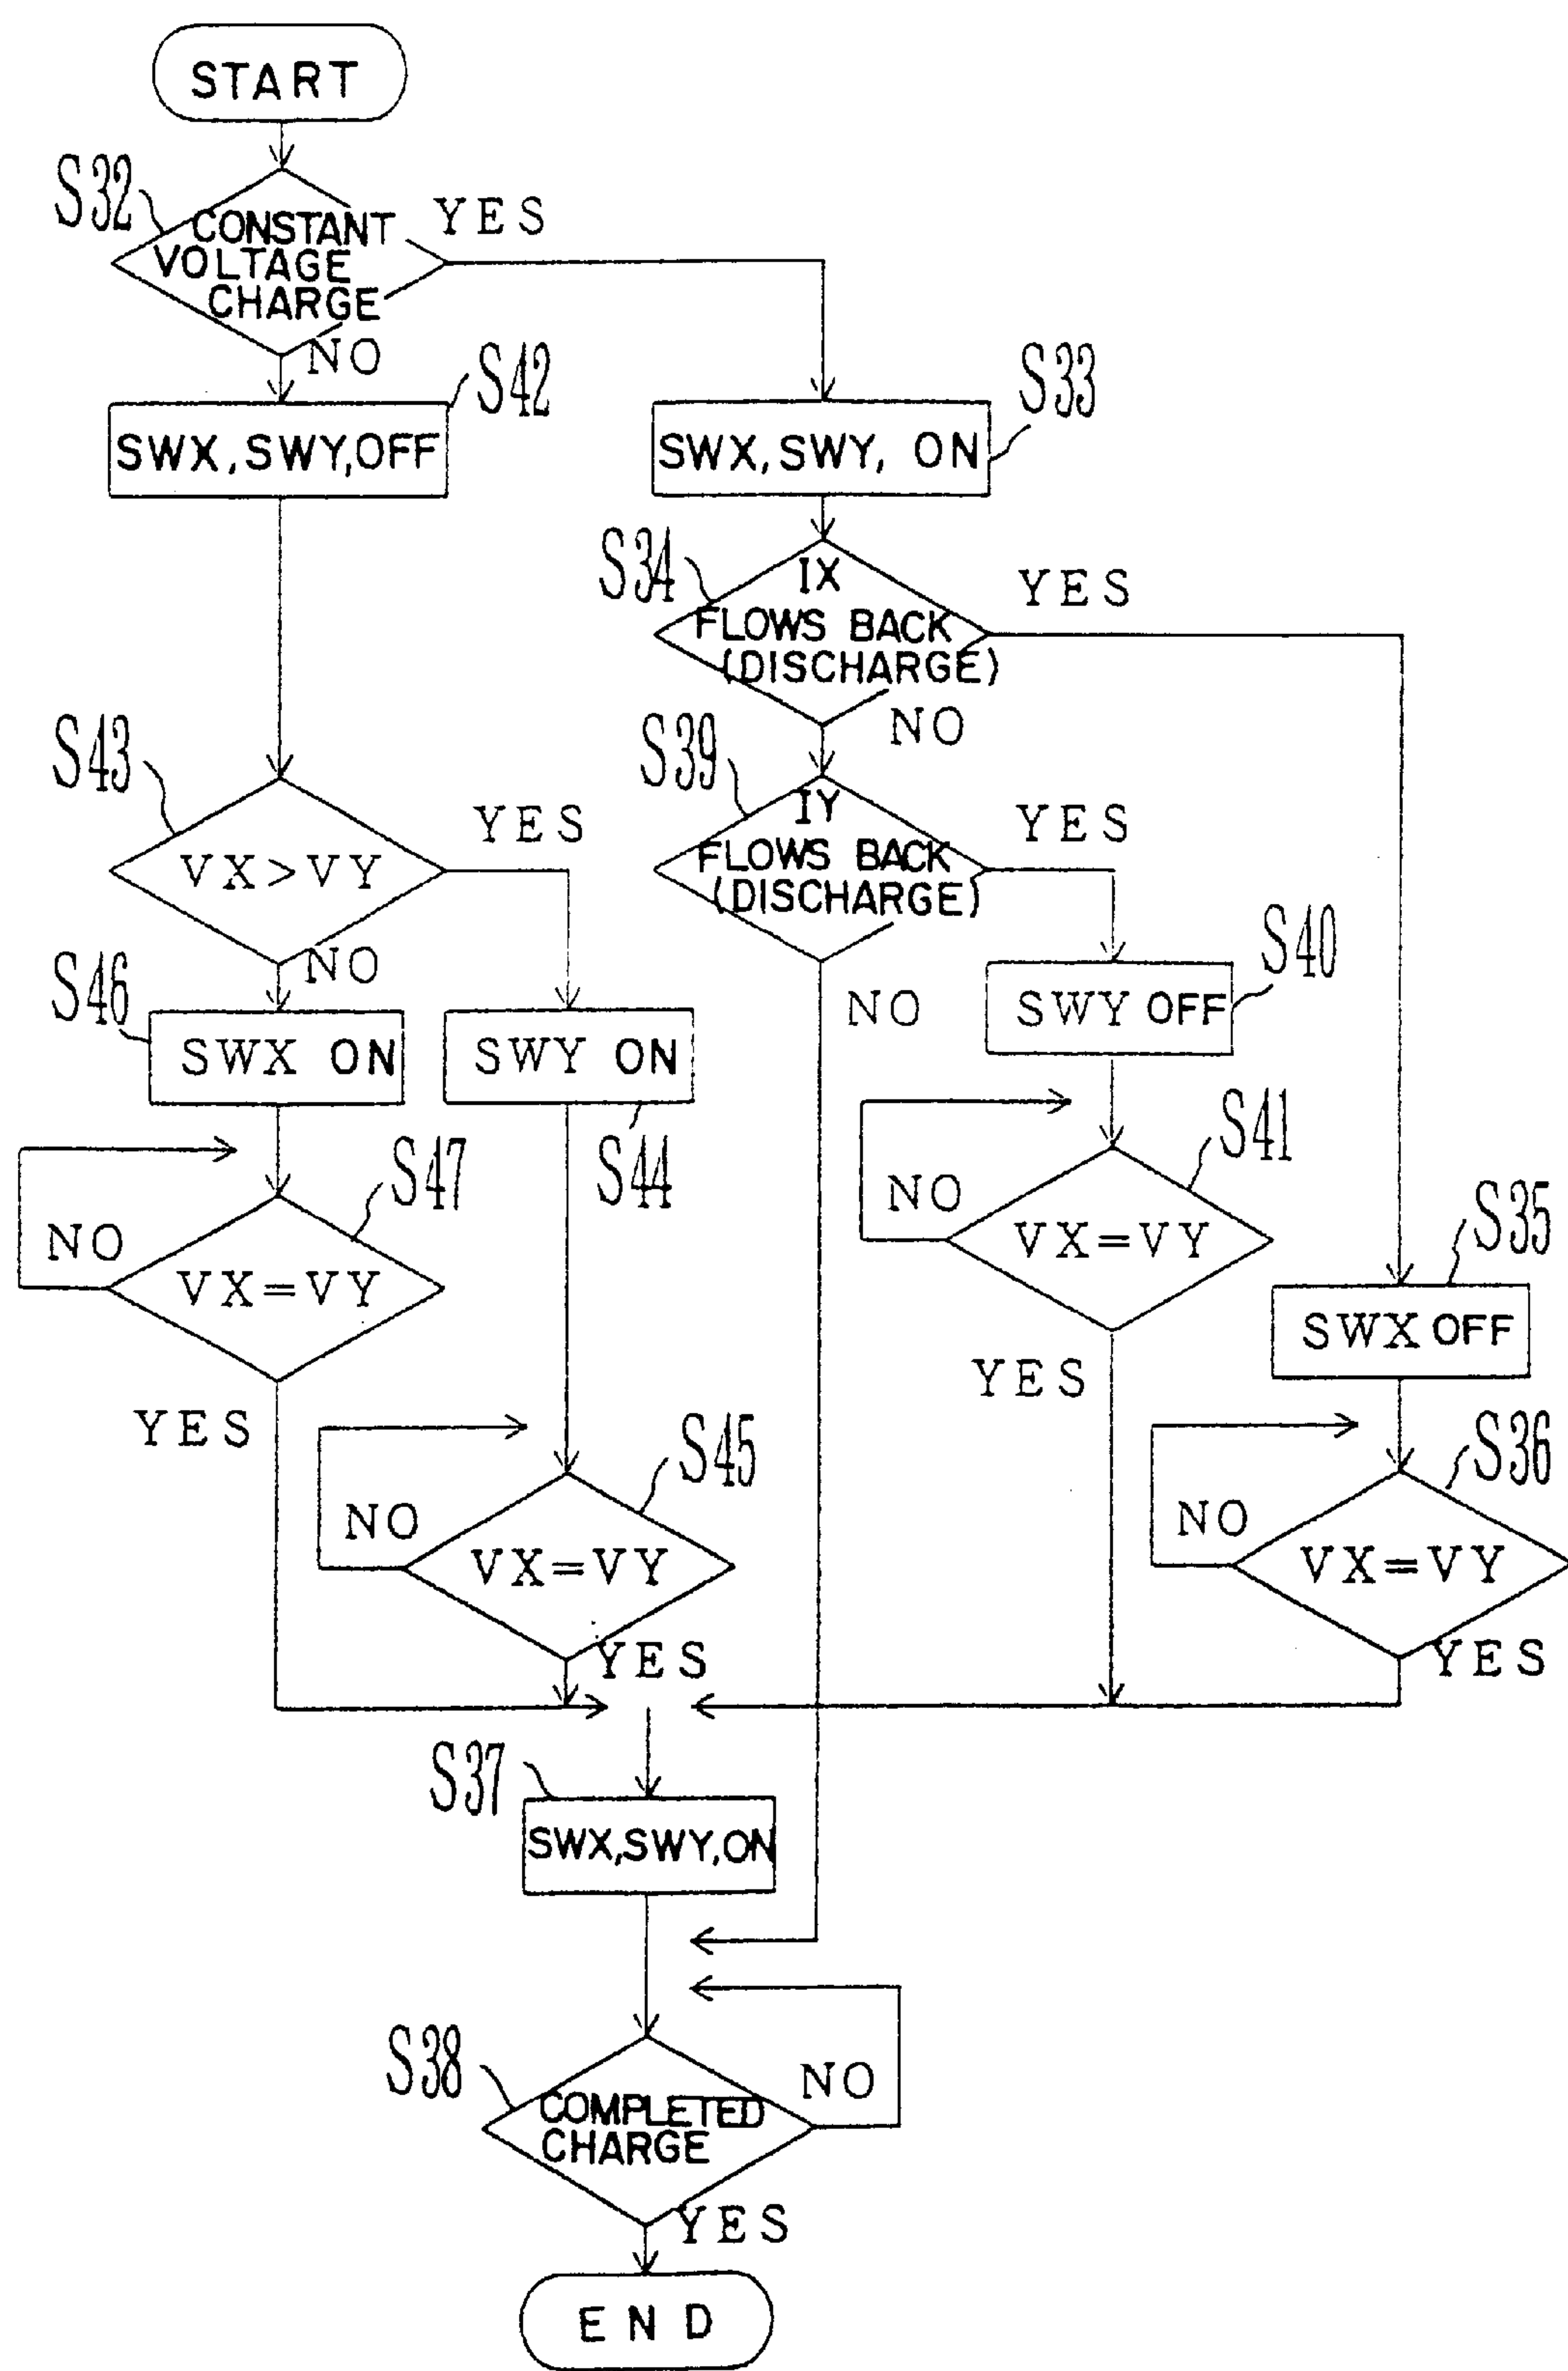 START
S32
CONSTANT
VOLTAGE
CHARGE
YES
NO
S42
SWX,SWY,OFF
S33
SWX,SWY, ON
S34
IX
FLOWS BACK
(DISCHARGE)
YES
NO
S43
VX>VY
YES
NO
S39
IY
FLOWS BACK
(DISCHARGE)
YES
NO
S40
SWY OFF
S46
SWX ON
SWY ON
S44
S47
NO
VX=VY
YES
S41
NO
VX=VY
YES
S35
SWX OFF
S45
NO
VX=VY
YES
S36
NO
VX=VY
YES
S37
SWX,SWY,ON
S38
COMPLETED
CHARGE
NO
YES
END